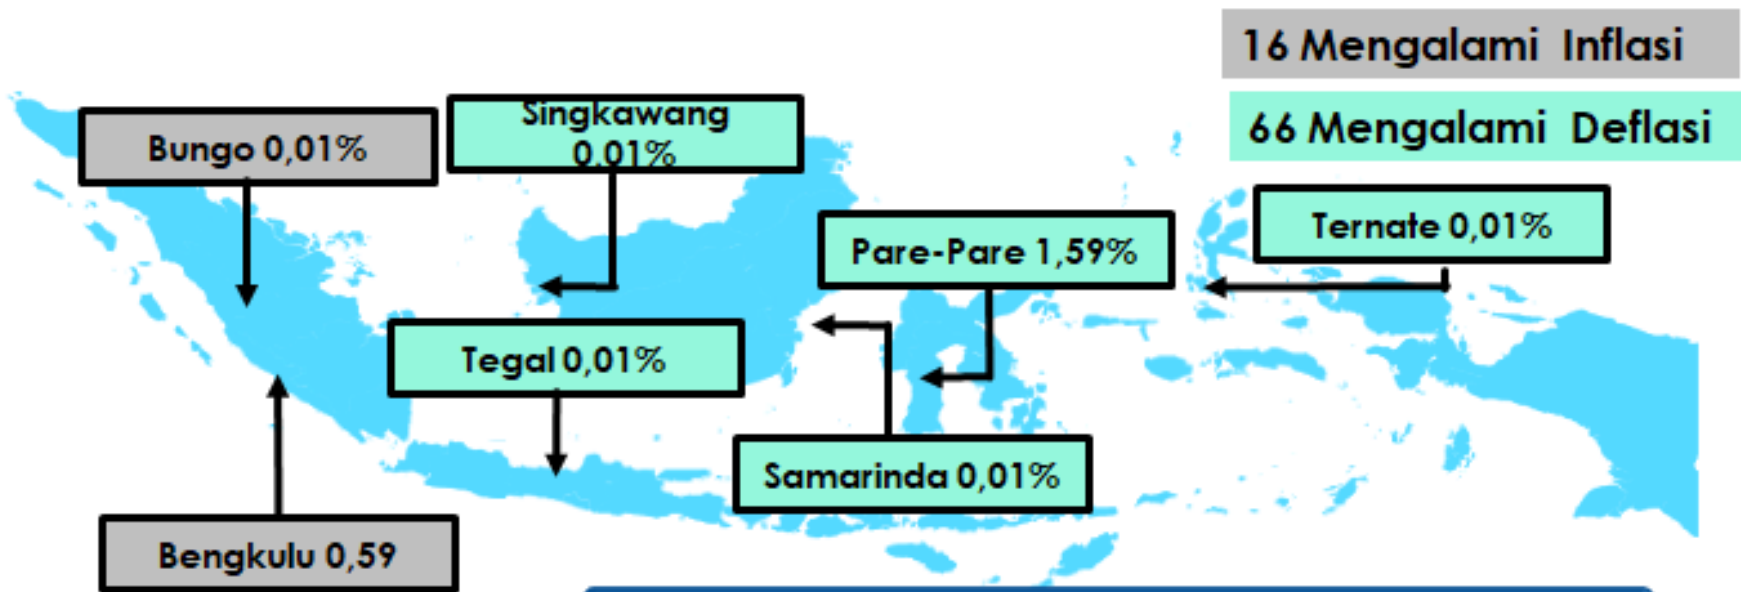 16 Mengalami Inflasi
66 Mengalami Deflasi
Bungo 0,01%
Singkawang
0,01%
Ternate 0,01%
Pare-Pare 1,59%
Tegal 0,01%
Samarinda 0,01%
Bengkulu 0,59